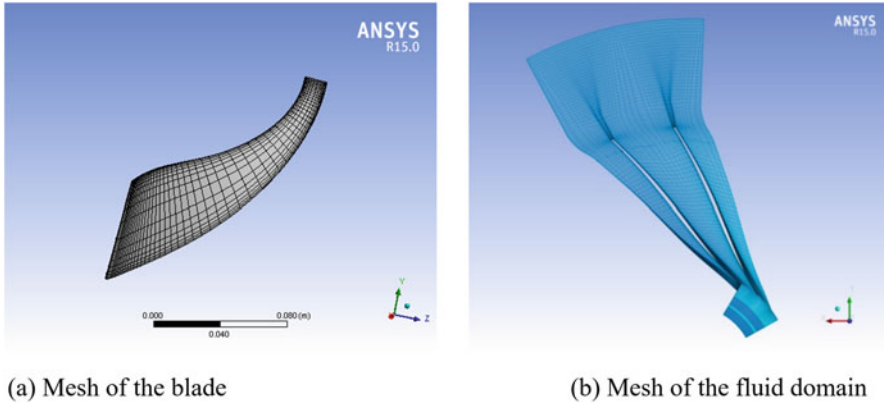 ANSYS
R15.0
Y
Z
0.000
0.080 (m)
0.040
ANSYS
R15.0
(a) Mesh of the blade
(b) Mesh of the fluid domain